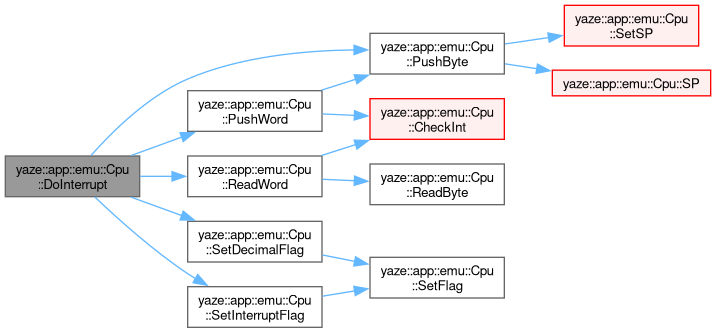 yaze::app::emu::Cpu
::DoInterrupt
yaze::app::emu::Cpu
::PushByte
yaze::app::emu::Cpu
::SetSP
yaze::app::emu::Cpu::SP
yaze::app::emu::Cpu
::PushWord
yaze::app::emu::Cpu
::CheckInt
yaze::app::emu::Cpu
::ReadWord
yaze::app::emu::Cpu
::ReadByte
yaze::app::emu::Cpu
::SetDecimalFlag
yaze::app::emu::Cpu
::SetFlag
yaze::app::emu::Cpu
::SetInterruptFlag